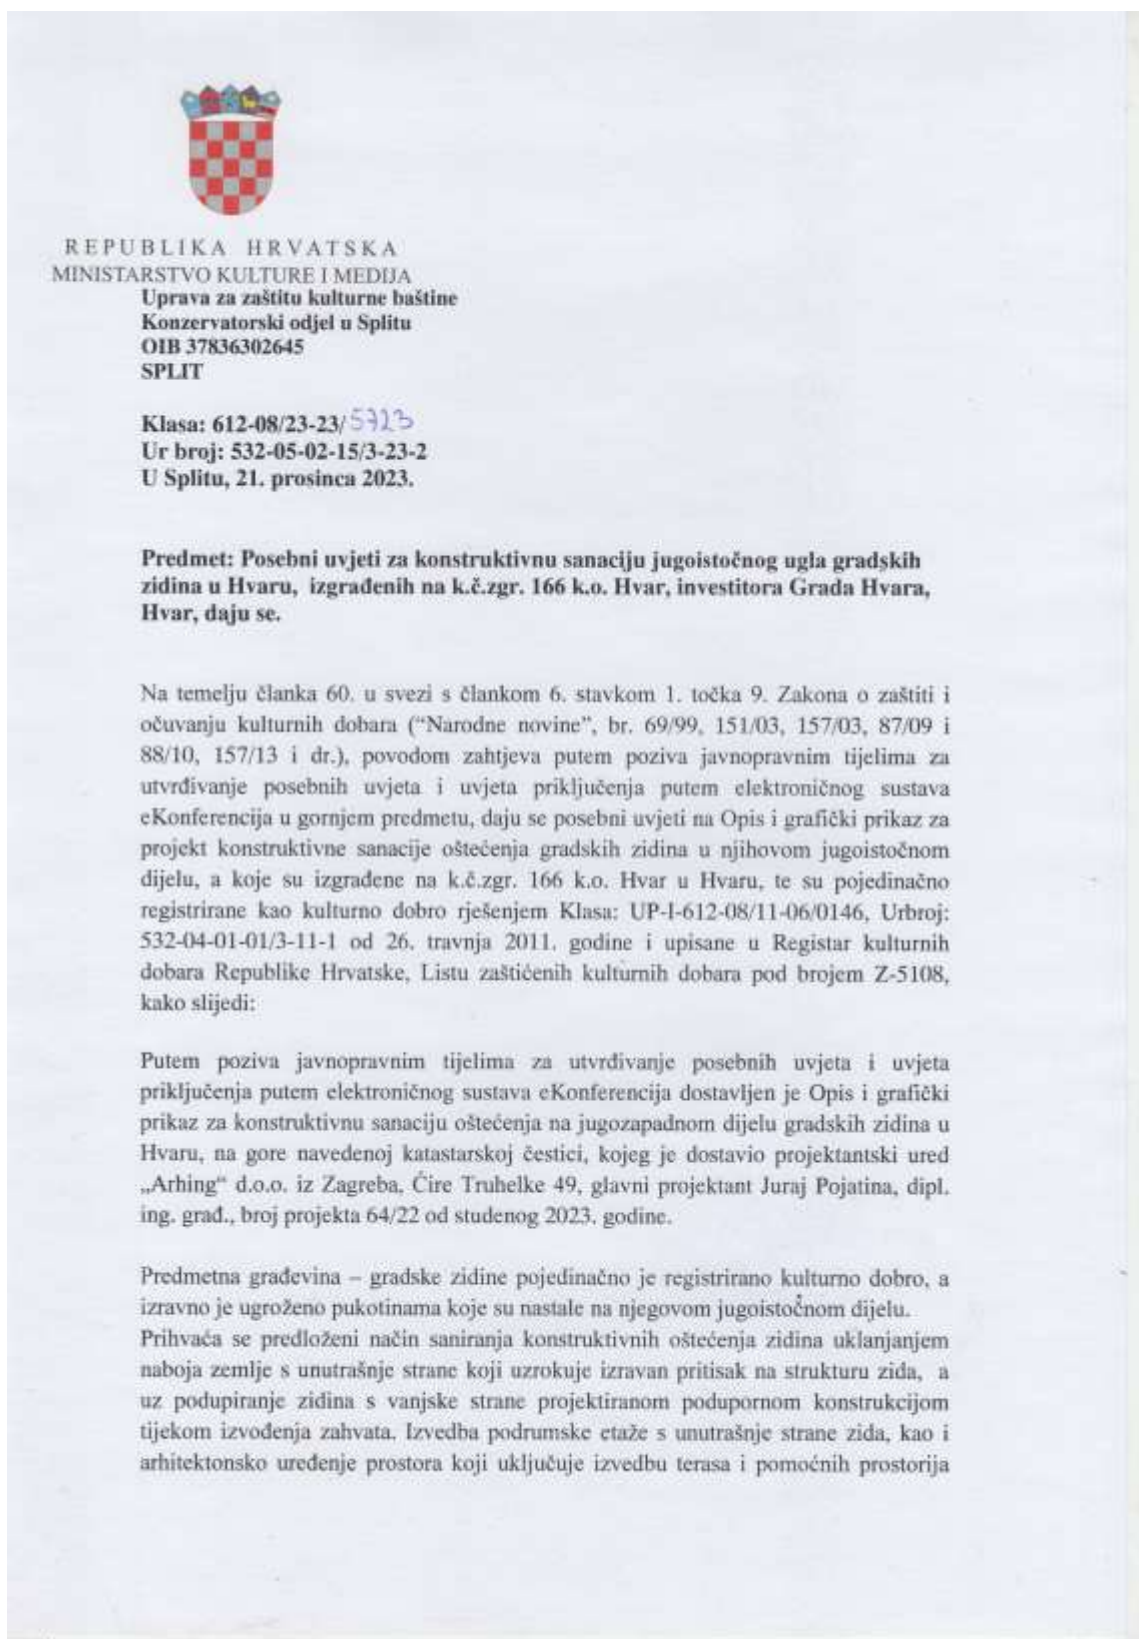 REPUBLIKA HRVATSKA
MINISTARSTVO KULTURE I MEDIJA
Uprava za zaštitu kulturne baštine
Konzervatorski odjel u Splitu
OIB 37836302645
SPLIT
Klasa: 612-08/23-23/5723
Ur broj: 532-05-02-15/3-23-2
U Splitu, 21. prosinca 2023.
Predmet: Posebni uvjeti za konstruktivnu sanaciju jugoistočnog ugla gradskih
zidina u Hvaru, izgrađenih na k.č.zgr. 166 k.o. Hvar, investitora Grada Hvara,
Hvar, daju se.
Na temelju članka 60. u svezi s člankom 6. stavkom 1. točka 9. Zakona o zaštiti i
očuvanju kulturnih dobara (“Narodne novine”, br. 69/99, 151/03, 157/03, 87/09 i
88/10, 157/13 i dr.), povodom zahtjeva putem poziva javnopravnim tijelima za
utvrđivanje posebnih uvjeta i uvjeta priključenja putem elektroničnog sustava
eKonferencija u gornjem predmetu, daju se posebni uvjeti na Opis i grafički prikaz za
projekt konstruktivne sanacije oštećenja gradskih zidina u njihovom jugoistočnom
dijelu, a koje su izgrađene na k.č.zgr. 166 k.o. Hvar u Hvaru, te su pojedinačno
registrirane kao kulturno dobro rješenjem Klasa: UP-I-612-08/11-06/0146, Urbroj:
532-04-01-01/3-11-1 od 26. travnja 2011. godine i upisane u Registar kulturnih
dobara Republike Hrvatske, Listu zaštićenih kulturnih dobara pod brojem Z-5108,
kako slijedi:
Putem poziva javnopravnim tijelima za utvrđivanje posebnih uvjeta i uvjeta
priključenja putem elektroničnog sustava eKonferencija dostavljen je Opis i grafički
prikaz za konstruktivnu sanaciju oštećenja na jugozapadnom dijelu gradskih zidina u
Hvaru, na gore navedenoj katastarskoj čestici, kojeg je dostavio projektantski ured
„Arhing“ d.o.o. iz Zagreba, Ćire Truhelke 49, glavni projektant Juraj Pojatina, dipl.
ing. građ., broj projekta 64/22 od studenog 2023. godine.
Predmetna građevina – gradske zidine pojedinačno je registrirano kulturno dobro, a
izravno je ugroženo pukotinama koje su nastale na njegovom jugoistočnom dijelu.
Prihvaća se predloženi način saniranja konstruktivnih oštećenja zidina uklanjanjem
naboja zemlje s unutrašnje strane koji uzrokuje izravan pritisak na strukturu zida, a
uz podupiranje zidina s vanjske strane projektiranom podupornom konstrukcijom
tijekom izvođenja zahvata. Izvedba podrumske etaže s unutrašnje strane zida, kao i
arhitektonsko uređenje prostora koji uključuje izvedbu terasa i pomoćnih prostorija